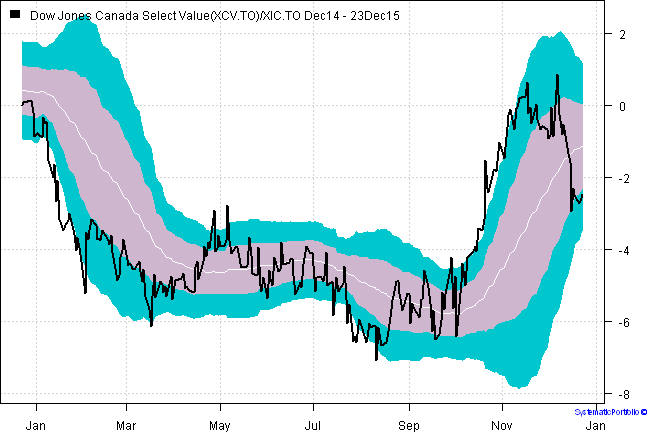 Dow Jones Canada Select Value(XCV.TO)/XIC.TO Dec14 - 23Dec15
2
0
-2
-4
-6
-8
Jan Mar May Jul Sep Nov Jan
SystematicPortfolio ©